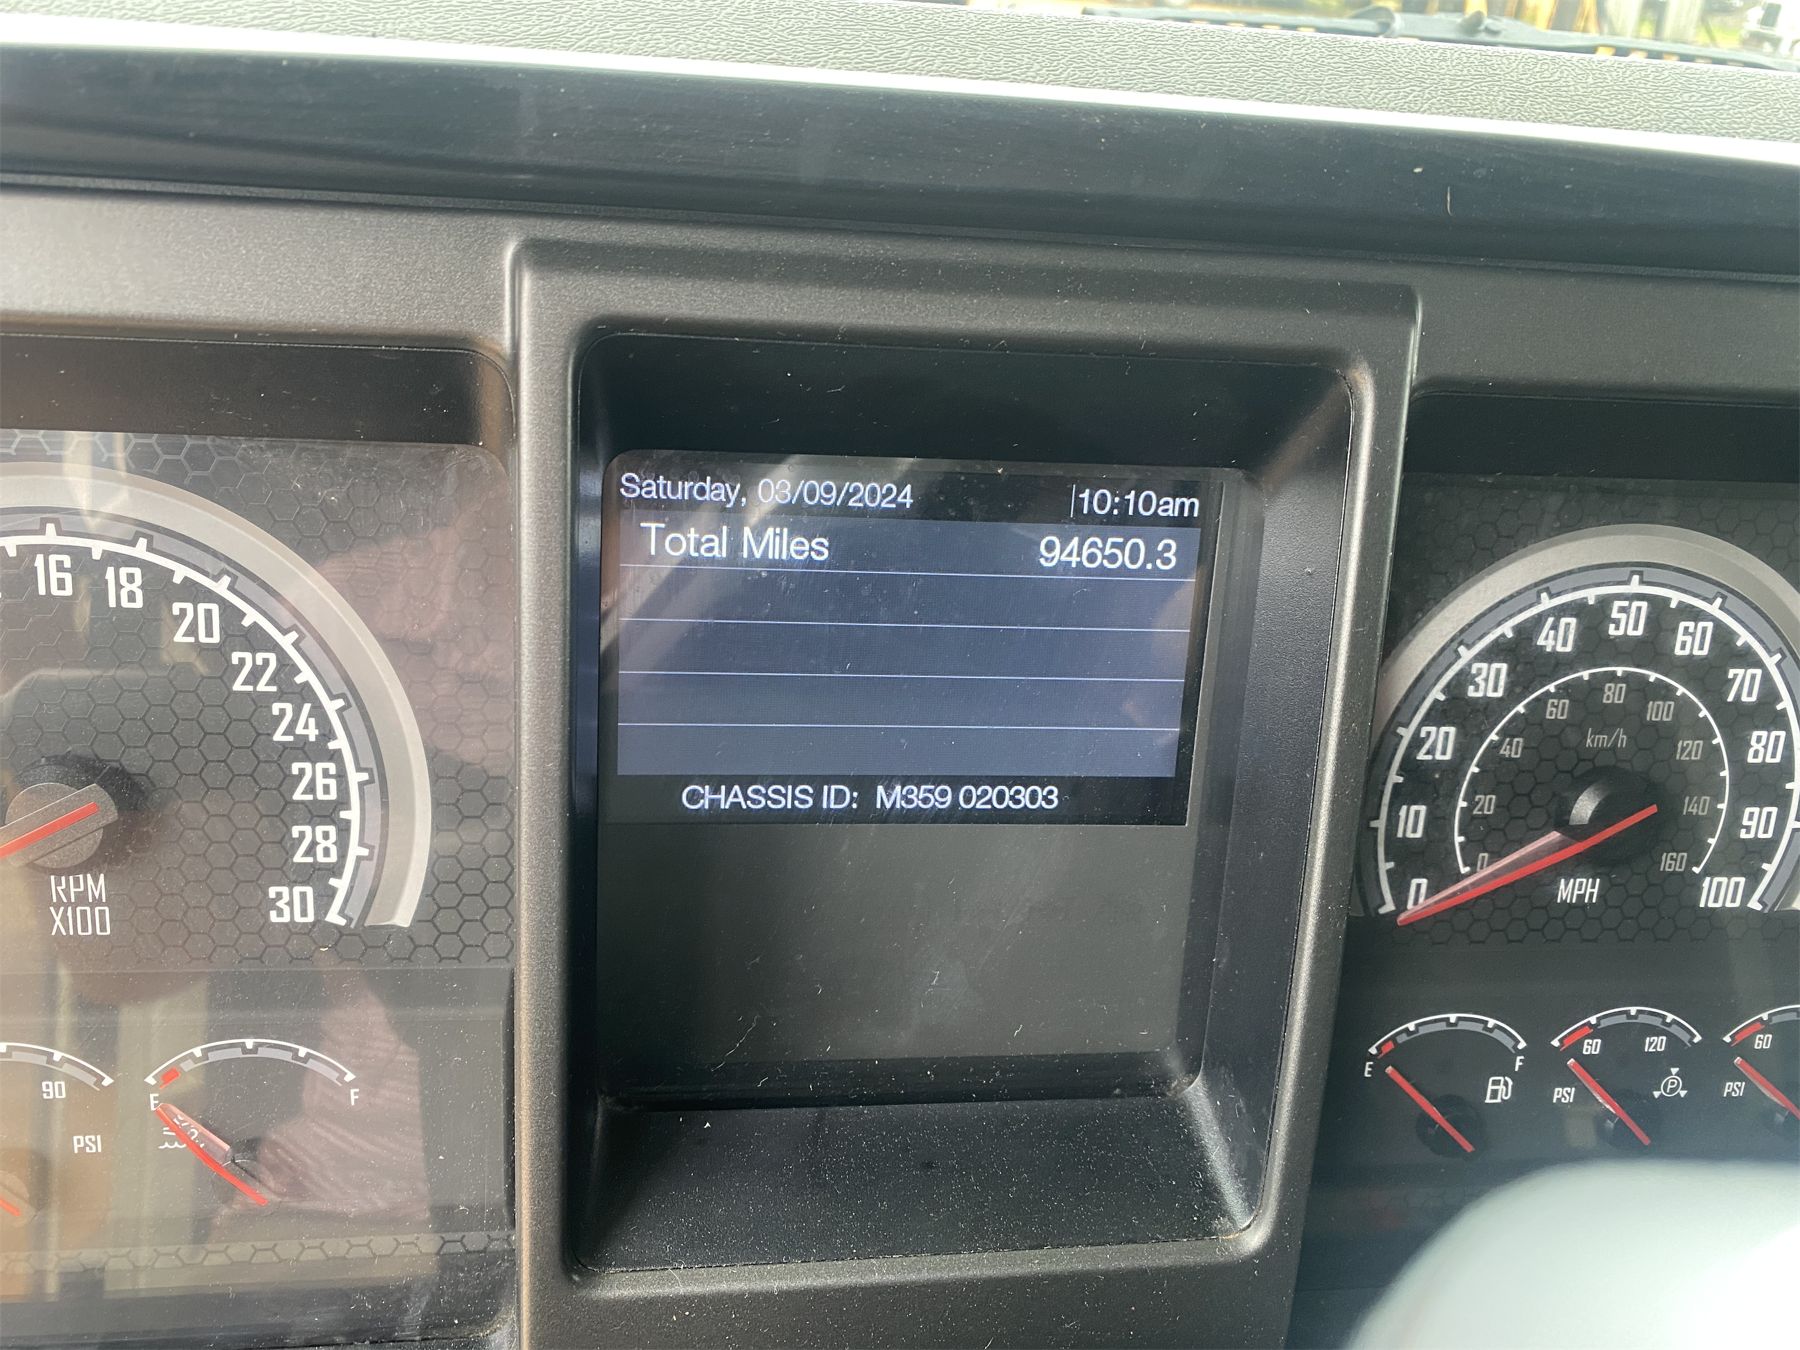 Saturday, 03/09/2024
10:10am
Total Miles 94650.3
CHASSIS ID: M359 020303
16
18
20
22
24
26
28
30
RPM
X100
90
PSI
E
F
0
10
20
30
40
50
60
70
80
90
100
0
20
40
60
80
100
120
140
160
km/h
MPH
E
F
60
120
PSI
P
60
PSI